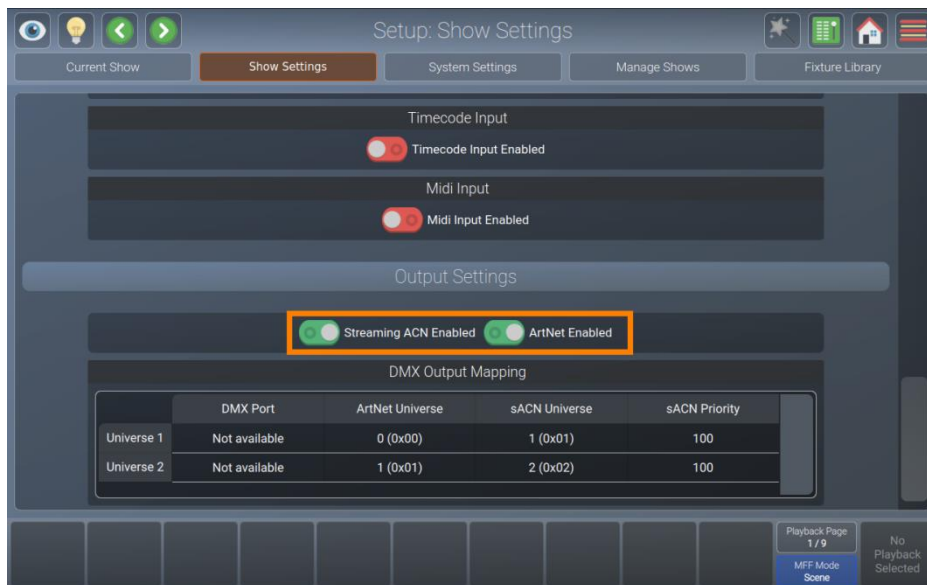 Setup: Show Settings
Current Show Show Settings System Settings Manage Shows Fixture Library
Timecode Input
Timecode Input Enabled
Midi Input
Midi Input Enabled
Output Settings
Streaming ACN Enabled ArtNet Enabled
DMX Output Mapping
DMX Port ArtNet Universe sACN Universe sACN Priority
Universe 1 Not available 0 (0x00) 1 (0x01) 100
Universe 2 Not available 1 (0x01) 2 (0x02) 100
Playback Page
1 / 9
MFF Mode
Scene
No
Playback
Selected